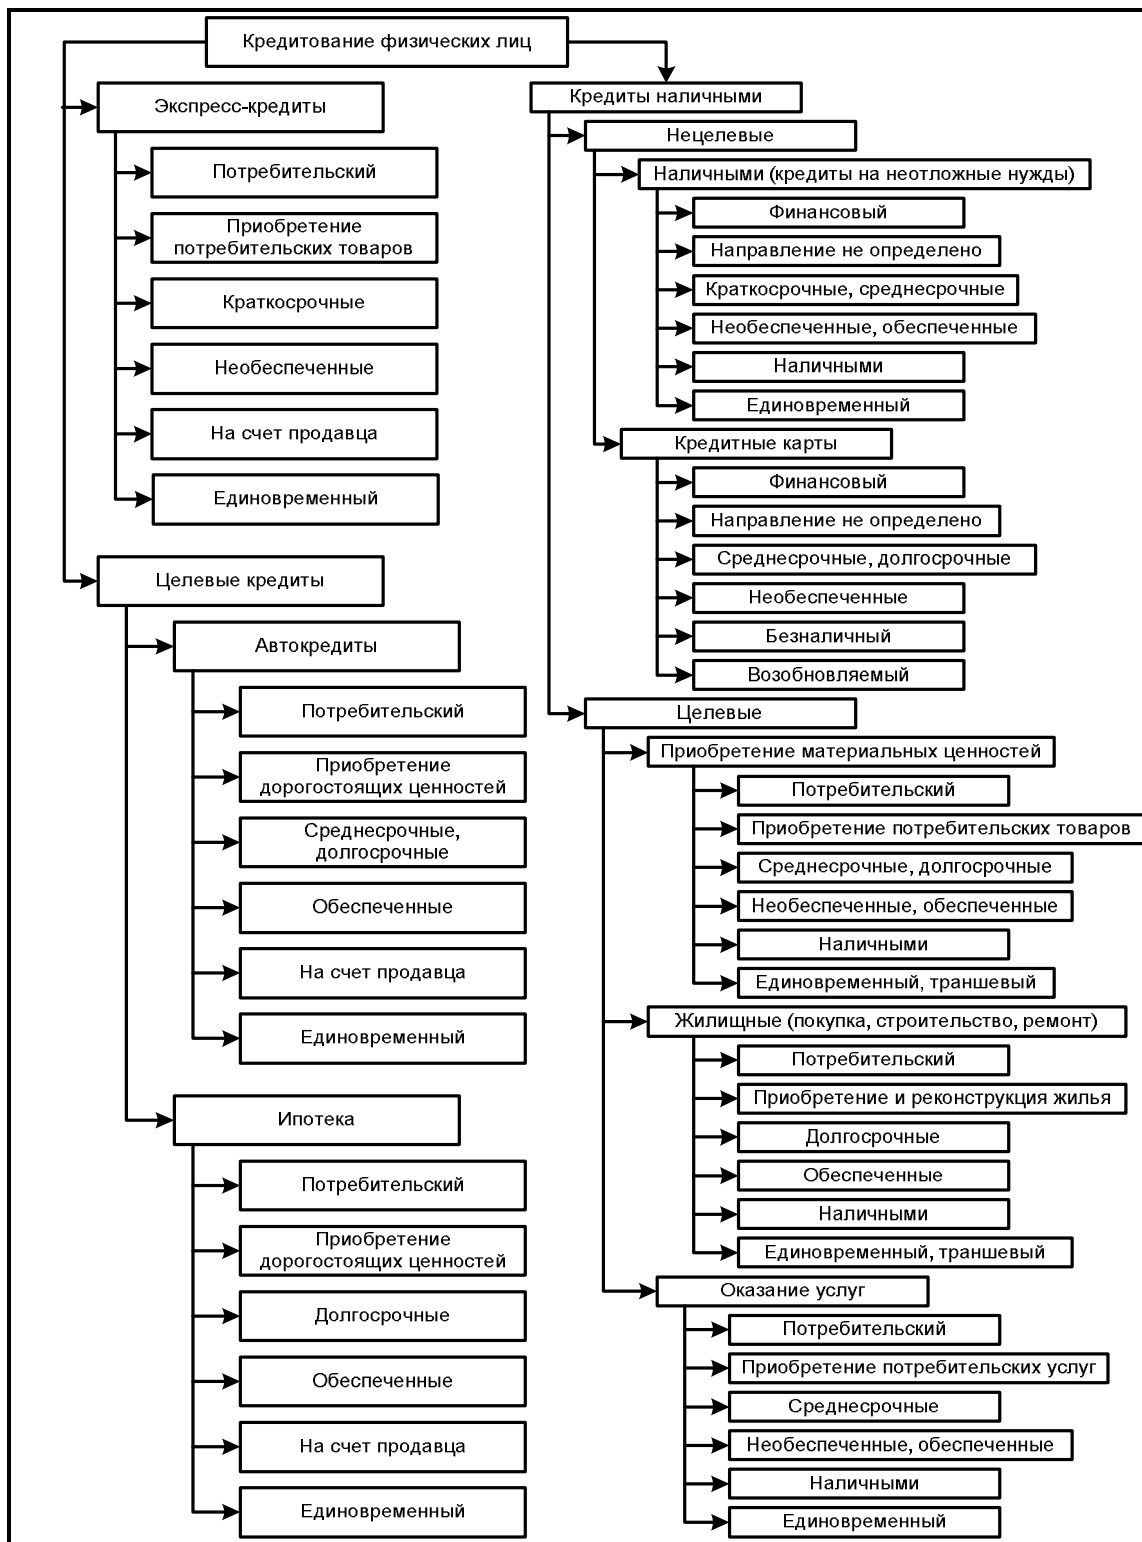 Кредитование физических лиц
Экспресс-кредиты
Потребительский
Приобретение
потребительских товаров
Краткосрочные
Необеспеченные
На счет продавца
Единовременный
Целевые кредиты
Автокредиты
Потребительский
Приобретение
дорогостоящих ценностей
Среднесрочные,
долгосрочные
Обеспеченные
На счет продавца
Единовременный
Ипотека
Потребительский
Приобретение
дорогостоящих ценностей
Долгосрочные
Обеспеченные
На счет продавца
Единовременный
Кредиты наличными
Нецелевые
Наличными (кредиты на неотложные нужды)
Финансовый
Направление не определено
Краткосрочные, среднесрочные
Необеспеченные, обеспеченные
Наличными
Единовременный
Кредитные карты
Финансовый
Направление не определено
Среднесрочные, долгосрочные
Необеспеченные
Безналичный
Возобновляемый
Целевые
Приобретение материальных ценностей
Потребительский
Приобретение потребительских товаров
Среднесрочные, долгосрочные
Необеспеченные, обеспеченные
Наличными
Единовременный, траншевый
Жилищные (покупка, строительство, ремонт)
Потребительский
Приобретение и реконструкция жилья
Долгосрочные
Обеспеченные
Наличными
Единовременный, траншевый
Оказание услуг
Потребительский
Приобретение потребительских услуг
Среднесрочные
Необеспеченные, обеспеченные
Наличными
Единовременный